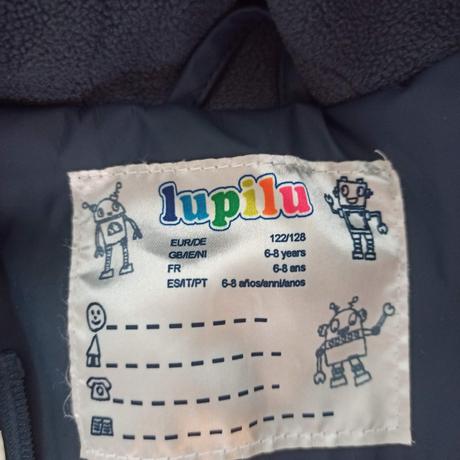 lupilu
EUR/DE 122/128
GB/IE/NI 6-8 years
FR 6-8 ans
ES/IT/PT 6-8 años/anni/anos